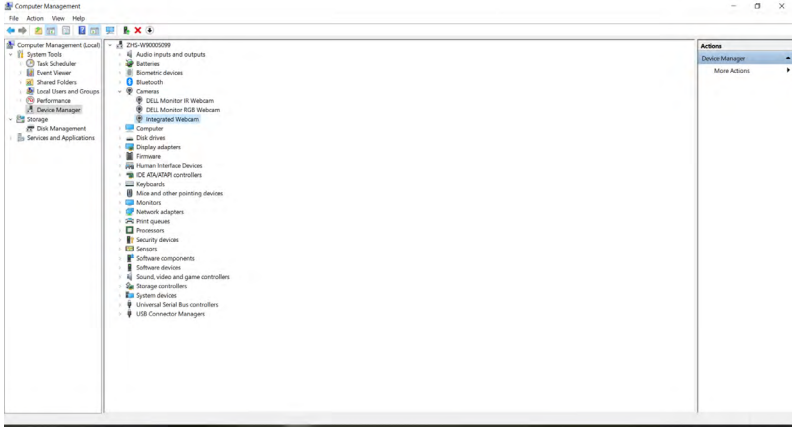 Computer Management
File Action View Help
Computer Management (Local)
System Tools
Task Scheduler
Event Viewer
Shared Folders
Local Users and Groups
Performance
Device Manager
Storage
Disk Management
Services and Applications
ZHS-W90005099
Audio inputs and outputs
Batteries
Biometric devices
Bluetooth
Cameras
DELL Monitor IR Webcam
DELL Monitor RGB Webcam
Integrated Webcam
Computer
Disk drives
Display adapters
Firmware
Human Interface Devices
IDE ATA/ATAPI controllers
Keyboards
Mice and other pointing devices
Monitors
Network adapters
Print queues
Processors
Security devices
Sensors
Software components
Software devices
Sound, video and game controllers
Storage controllers
System devices
Universal Serial Bus controllers
USB Connector Managers
Actions
Device Manager
More Actions